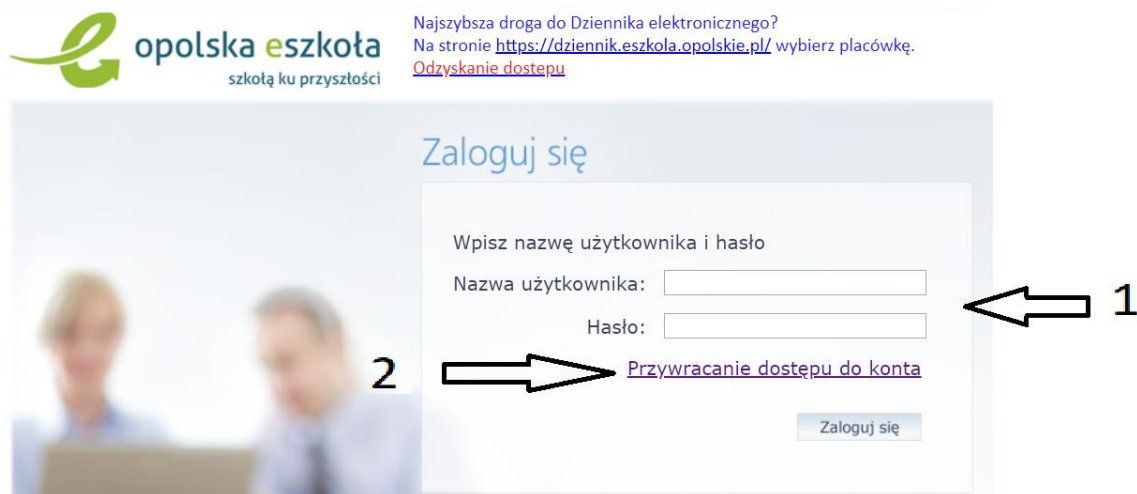 opolska eszkoła
szkołą ku przyszłości
Najszybsza droga do Dziennika elektronicznego?
Na stronie https://dziennik.eszkola.opolskie.pl/ wybierz placówkę.
Odzyskanie dostepu
Zaloguj się
Wpisz nazwę użytkownika i hasło
Nazwa użytkownika:
1
Hasło:
2
Przywracanie dostępu do konta
Zaloguj się